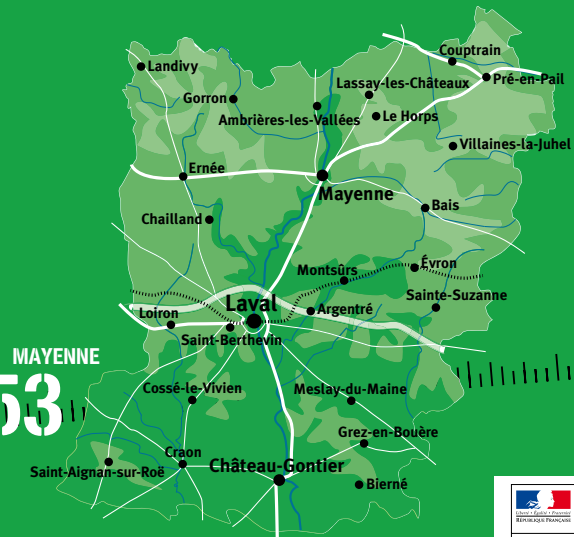 Couptrain
Landivy
Pré-en-Pail
Lassay-les-Châteaux
Gorron
Ambrières-les-Vallées
Le Horps
Villaines-la-Juhel
Ernée
Mayenne
Bais
Chailland
Évron
Montsûrs
Sainte-Suzanne
Laval
Loiron
Argentré
Saint-Berthevin
MAYENNE
53
Cossé-le-Vivien
Meslay-du-Maine
Grez-en-Bouère
Craon
Saint-Aignan-sur-Roë
Château-Gontier
Bierné
Liberté • Égalité • Fraternité
RÉPUBLIQUE FRANÇAISE